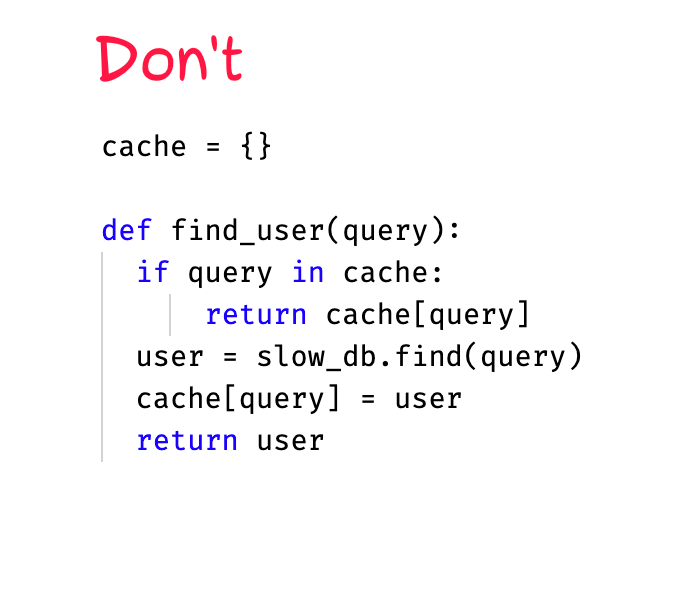 Don't
cache = {}
def find_user(query):
  if query in cache:
      return cache[query]
  user = slow_db.find(query)
  cache[query] = user
  return user